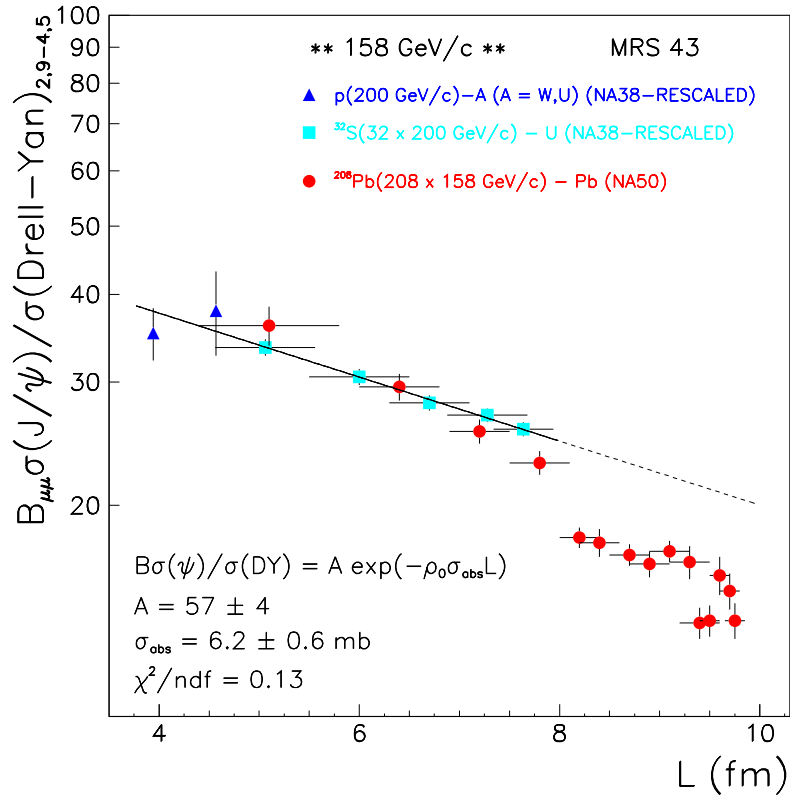 ** 158 GeV/c ** MRS 43
p(200 GeV/c)−A (A = W,U) (NA38−RESCALED)
³²S(32 x 200 GeV/c) − U (NA38−RESCALED)
²⁰⁸Pb(208 x 158 GeV/c) − Pb (NA50)
B_μμσ(J/ψ)/σ(Drell−Yan)_2,9−4,5
100
90
80
70
60
50
40
30
20
Bσ(ψ)/σ(DY) = A exp(−ρ₀σ_absL)
A = 57 ± 4
σ_abs = 6.2 ± 0.6 mb
χ²/ndf = 0.13
4 6 8 10
L (fm)